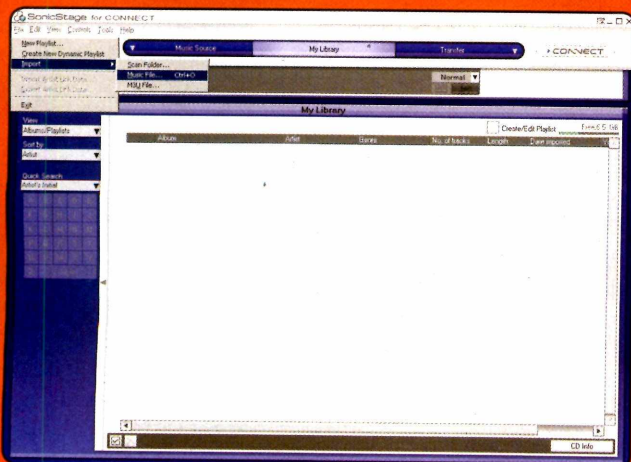 SonicStage for CONNECT
File Edit View Controls Tools Help
New Playlist...
Create New Dynamic Playlist
Import
Exit
Scan Folder...
Music File... Ctrl+O
M3U File...
Music Source
My Library
Transfer
CONNECT
Normal
My Library
View
Albums/Playlists
Sort by
Artist
Quick Search
Artist's Initial
Create/Edit Playlist
Album Artist Genre No. of tracks Length Date imported
CD Info